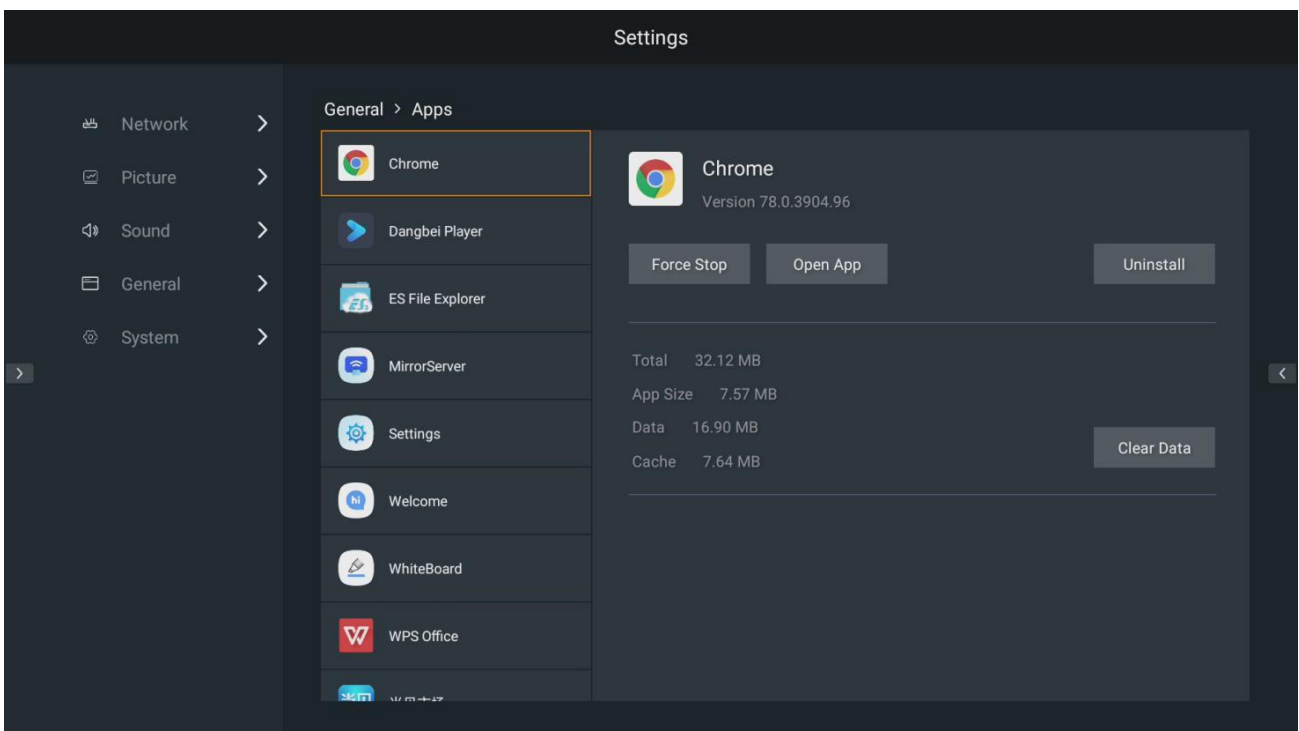 Settings
Network
Picture
Sound
General
System
General > Apps
Chrome
Dangbei Player
ES File Explorer
MirrorServer
Settings
Welcome
WhiteBoard
WPS Office
Chrome
Version 78.0.3904.96
Force Stop
Open App
Uninstall
Total 32.12 MB
App Size 7.57 MB
Data 16.90 MB
Cache 7.64 MB
Clear Data